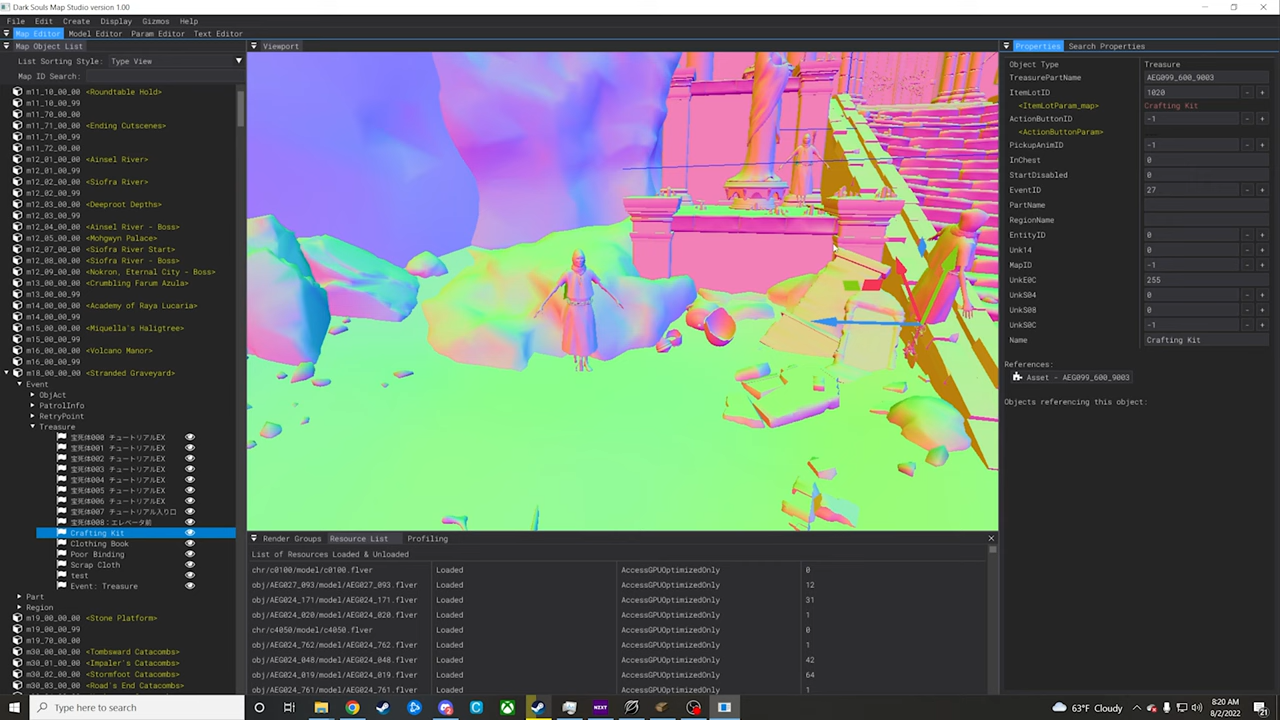 Dark Souls Map Studio version 1.00
File Edit Create Display Gizmos Help
Map Editor Model Editor Param Editor Text Editor
Map Object List
List Sorting Style: Type View
Map ID Search:
m11_10_00_00 <Roundtable Hold>
m11_10_00_99
m11_70_00_00
m11_71_00_00 <Ending Cutscenes>
m11_71_00_99
m11_72_00_00
m12_01_00_00 <Ainsel River>
m12_01_00_99
m12_02_00_00 <Siofra River>
m12_02_00_99
m12_03_00_00 <Deeproot Depths>
m12_03_00_99
m12_04_00_00 <Ainsel River - Boss>
m12_05_00_00 <Mohgwyn Palace>
m12_07_00_00 <Siofra River Start>
m12_08_00_00 <Siofra River - Boss>
m12_09_00_00 <Nokron, Eternal City - Boss>
m13_00_00_00 <Crumbling Farum Azula>
m13_00_00_99
m14_00_00_00 <Academy of Raya Lucaria>
m14_00_00_99
m15_00_00_00 <Miquella's Haligtree>
m15_00_00_99
m16_00_00_00 <Volcano Manor>
m16_00_00_99
m18_00_00_00 <Stranded Graveyard>
Event
ObjAct
PatrolInfo
RetryPoint
Treasure
宝死体000 チュートリアルEX
宝死体001 チュートリアルEX
宝死体002 チュートリアルEX
宝死体003 チュートリアルEX
宝死体004 チュートリアルEX
宝死体005 チュートリアルEX
宝死体006 チュートリアルEX
宝死体007 チュートリアル入り口
宝死体008：エレベータ前
Crafting Kit
Clothing Book
Poor Binding
Scrap Cloth
test
Event: Treasure
Part
Region
m19_00_00_00 <Stone Platform>
m19_00_00_99
m19_70_00_00
m30_00_00_00 <Tombsward Catacombs>
m30_01_00_00 <Impaler's Catacombs>
m30_02_00_00 <Stormfoot Catacombs>
m30_03_00_00 <Road's End Catacombs>
Viewport
Render Groups Resource List Profiling
List of Resources Loaded & Unloaded
chr/c0100/model/c0100.flver Loaded AccessGPUOptimizedOnly 0
obj/AEG027_093/model/AEG027_093.flver Loaded AccessGPUOptimizedOnly 12
obj/AEG024_171/model/AEG024_171.flver Loaded AccessGPUOptimizedOnly 31
obj/AEG024_020/model/AEG024_020.flver Loaded AccessGPUOptimizedOnly 1
chr/c4050/model/c4050.flver Loaded AccessGPUOptimizedOnly 0
obj/AEG024_762/model/AEG024_762.flver Loaded AccessGPUOptimizedOnly 1
obj/AEG024_048/model/AEG024_048.flver Loaded AccessGPUOptimizedOnly 42
obj/AEG024_019/model/AEG024_019.flver Loaded AccessGPUOptimizedOnly 64
obj/AEG024_761/model/AEG024_761.flver Loaded AccessGPUOptimizedOnly 1
Properties Search Properties
Object Type Treasure
TreasurePartName AEG099_600_9003
ItemLotID 1020 - +
<ItemLotParam_map> Crafting Kit
ActionButtonID -1 - +
<ActionButtonParam>
PickupAnimID -1 - +
InChest 0
StartDisabled 0
EventID 27 - +
PartName
RegionName
EntityID 0 - +
Unk14 0 - +
MapID -1 - +
UnkE0C 255
UnkS04 0 - +
UnkS08 0 - +
UnkS0C -1 - +
Name Crafting Kit
References:
Asset - AEG099_600_9003
Objects referencing this object:
Type here to search
NZXT
63°F Cloudy
8:20 AM
8/2/2022
21